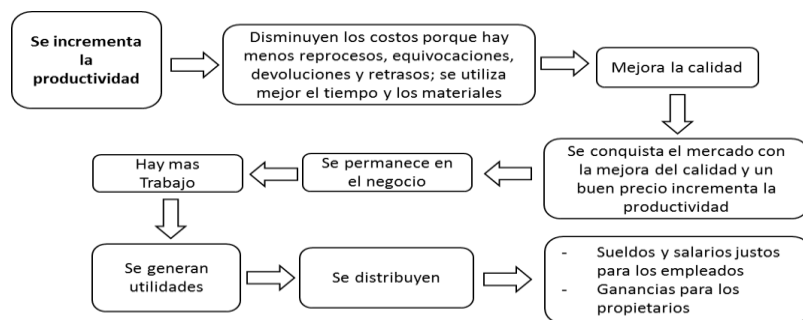 Se incrementa
la
productividad
Disminuyen los costos porque hay
menos reprocesos, equivocaciones,
devoluciones y retrasos; se utiliza
mejor el tiempo y los materiales
Mejora la calidad
Se conquista el mercado con
la mejora del calidad y un
buen precio incrementa la
productividad
Se permanece en
el negocio
Hay mas
Trabajo
Se generan
utilidades
Se distribuyen
- Sueldos y salarios justos
para los empleados
- Ganancias para los
propietarios